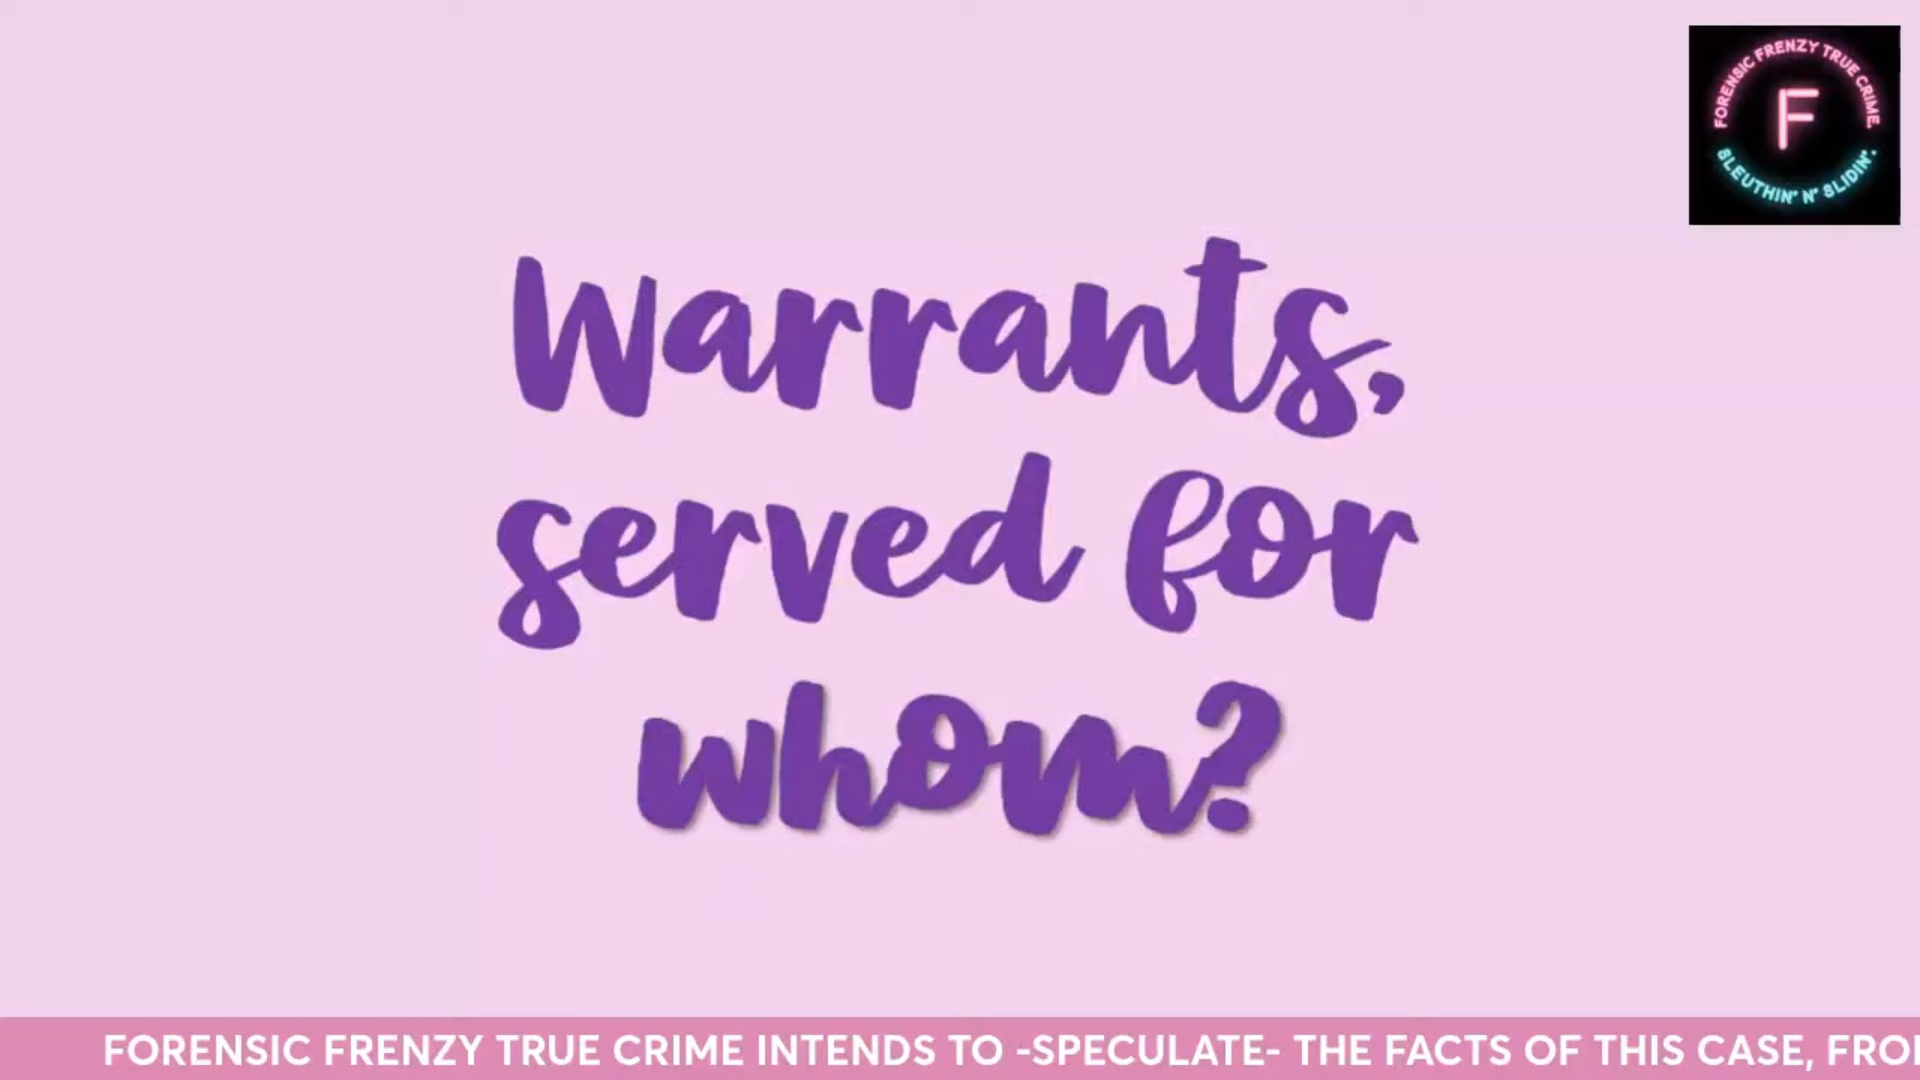 FORENSIC FRENZY TRUE CRIME.
F
SLEUTHIN' N' SLIDIN'.
Warrants,
served for
whom?
FORENSIC FRENZY TRUE CRIME INTENDS TO -SPECULATE- THE FACTS OF THIS CASE,